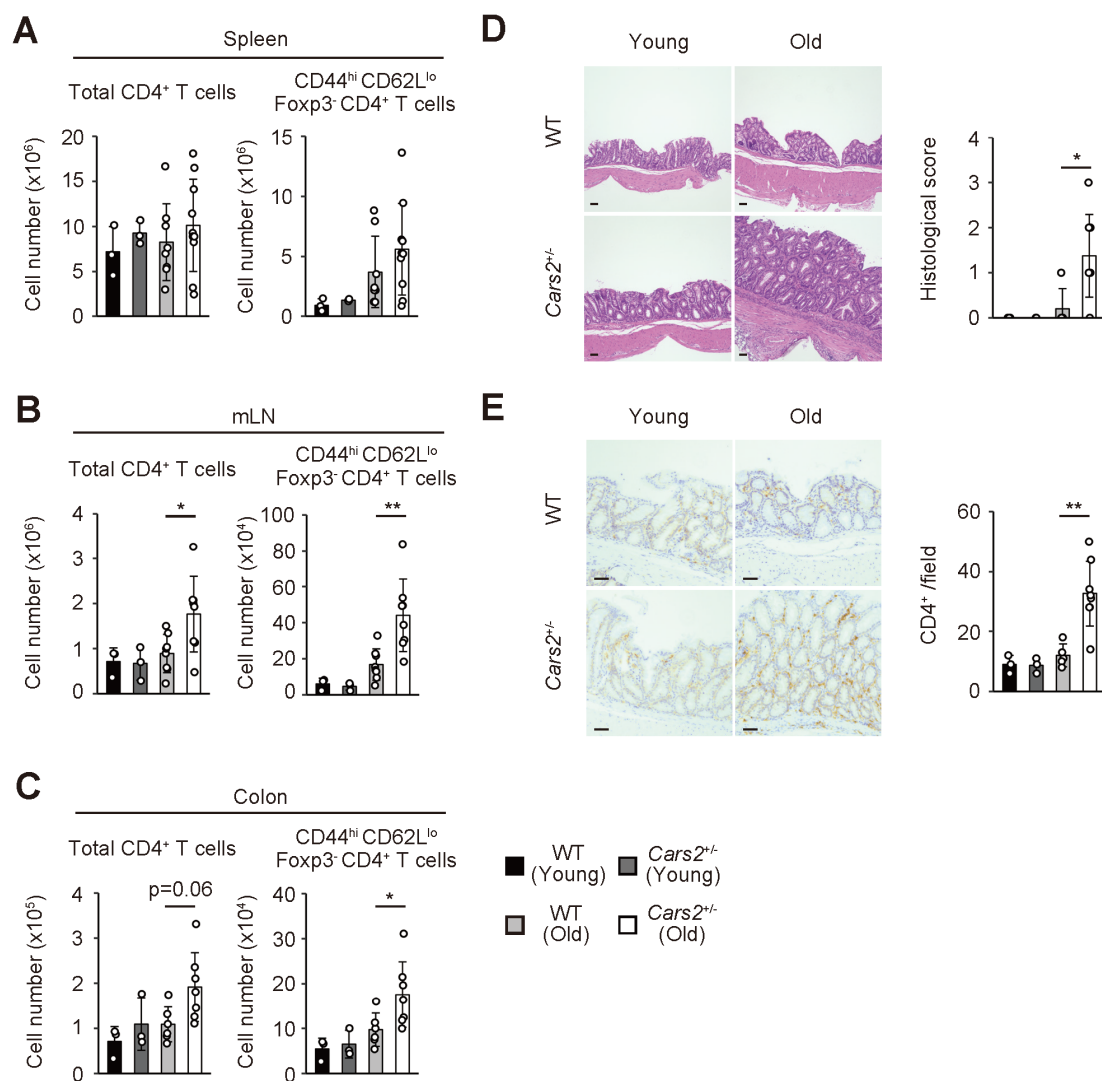 A
Spleen
Total CD4⁺ T cells
CD44ʰⁱ CD62Lˡᵒ
Foxp3⁻ CD4⁺ T cells
Cell number (x10⁶)
20
15
10
5
0
Cell number (x10⁶)
15
10
5
0
B
mLN
Total CD4⁺ T cells
CD44ʰⁱ CD62Lˡᵒ
Foxp3⁻ CD4⁺ T cells
Cell number (x10⁶)
4
3
2
1
0
*
Cell number (x10⁴)
100
80
60
40
20
0
**
C
Colon
Total CD4⁺ T cells
CD44ʰⁱ CD62Lˡᵒ
Foxp3⁻ CD4⁺ T cells
Cell number (x10⁵)
4
3
2
1
0
p=0.06
Cell number (x10⁴)
40
30
20
10
0
*
D
Young
Old
WT
Cars2⁺/⁻
Histological score
4
3
2
1
0
*
E
Young
Old
WT
Cars2⁺/⁻
CD4⁺ /field
60
40
20
0
**
WT
(Young)
Cars2⁺/⁻
(Young)
WT
(Old)
Cars2⁺/⁻
(Old)